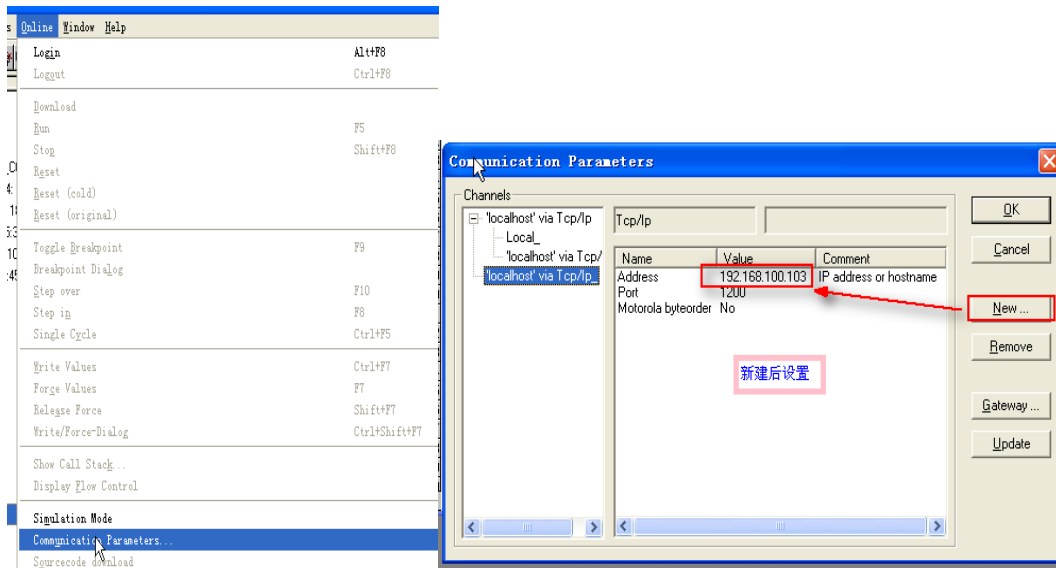 Online Window Help
Login Alt+F8
Logout Ctrl+F8
Download
Run F5
Stop Shift+F8
Reset
Reset (cold)
Reset (original)
Toggle Breakpoint F9
Breakpoint Dialog
Step over F10
Step in F8
Single Cycle Ctrl+F5
Write Values Ctrl+F7
Force Values F7
Release Force Shift+F7
Write/Force-Dialog Ctrl+Shift+F7
Show Call Stack...
Display Flow Control
Simulation Mode
Communication Parameters...
Sourcecode download
Communication Parameters
Channels
'localhost' via Tcp/Ip
Local_
'localhost' via Tcp/
'localhost' via Tcp/Ip_
Tcp/Ip
Name Value Comment
Address 192.168.100.103 IP address or hostname
Port 1200
Motorola byteorder No
新建后设置
OK
Cancel
New ...
Remove
Gateway ...
Update